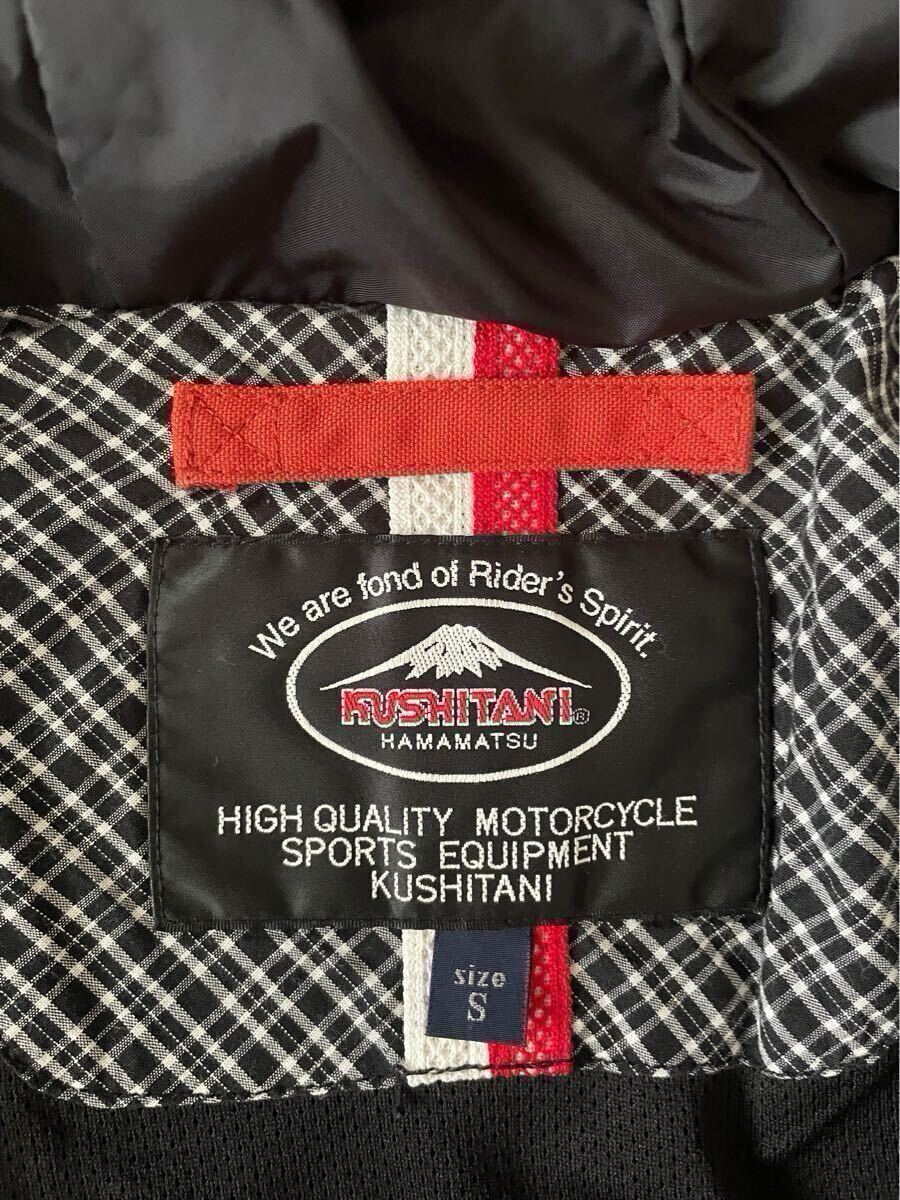 We are fond of Rider's Spirit.
KUSHITANI®
HAMAMATSU
HIGH QUALITY MOTORCYCLE
SPORTS EQUIPMENT
KUSHITANI
size
S